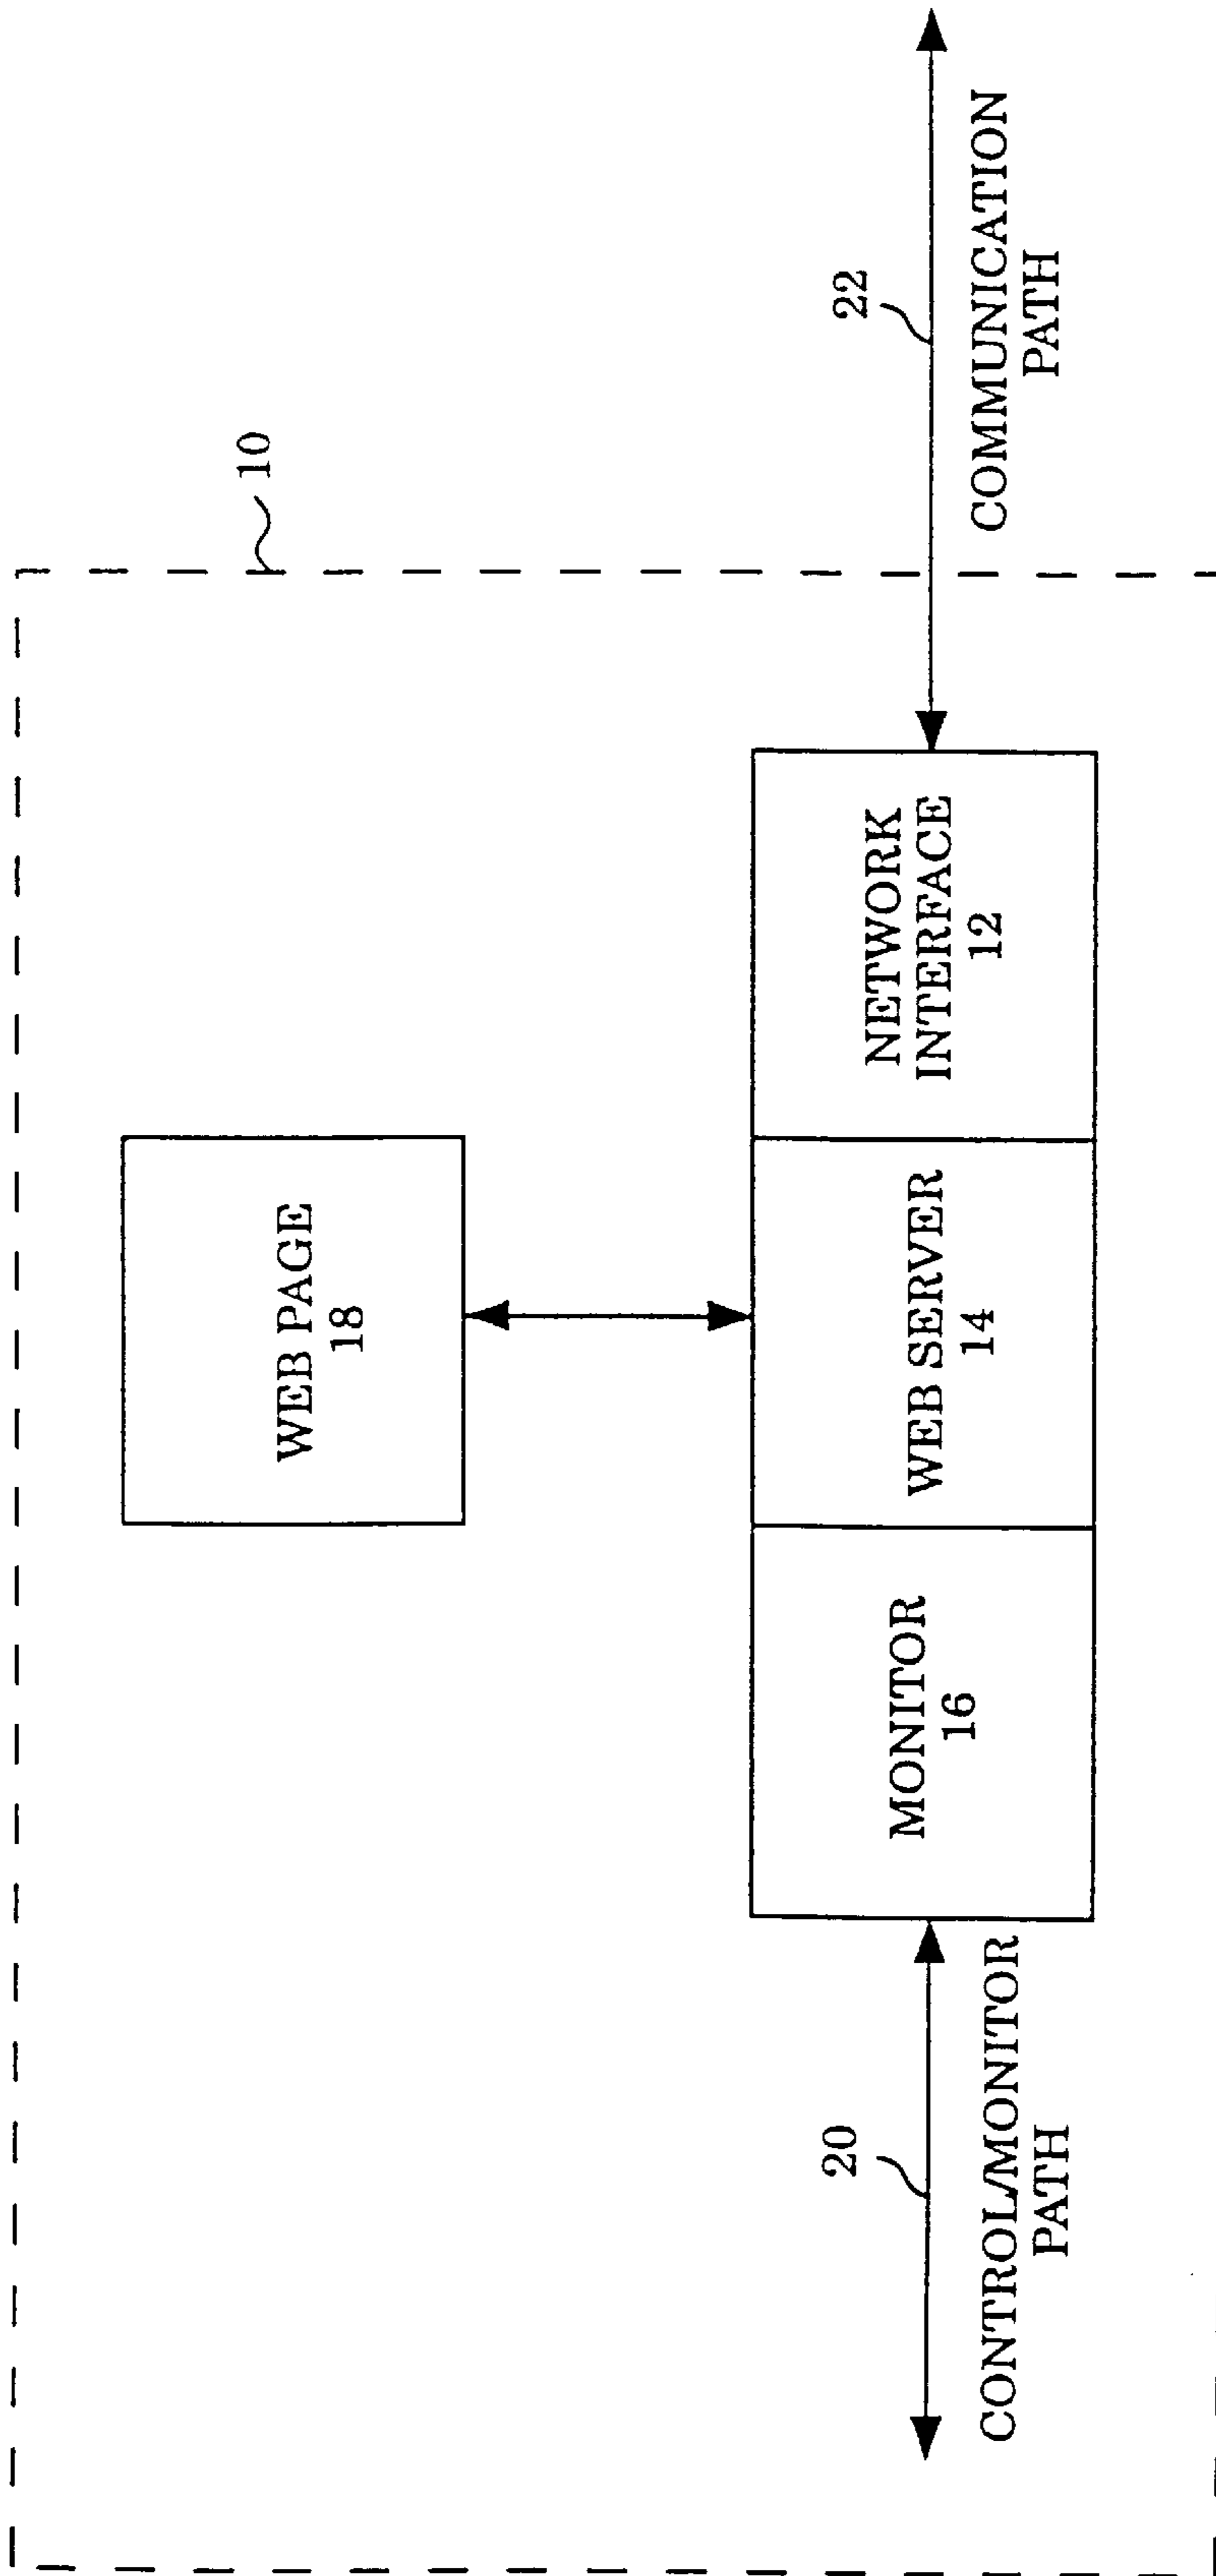 10
WEB PAGE
18
20
CONTROL/MONITOR
PATH
MONITOR
16
WEB SERVER
14
NETWORK
INTERFACE
12
22
COMMUNICATION
PATH